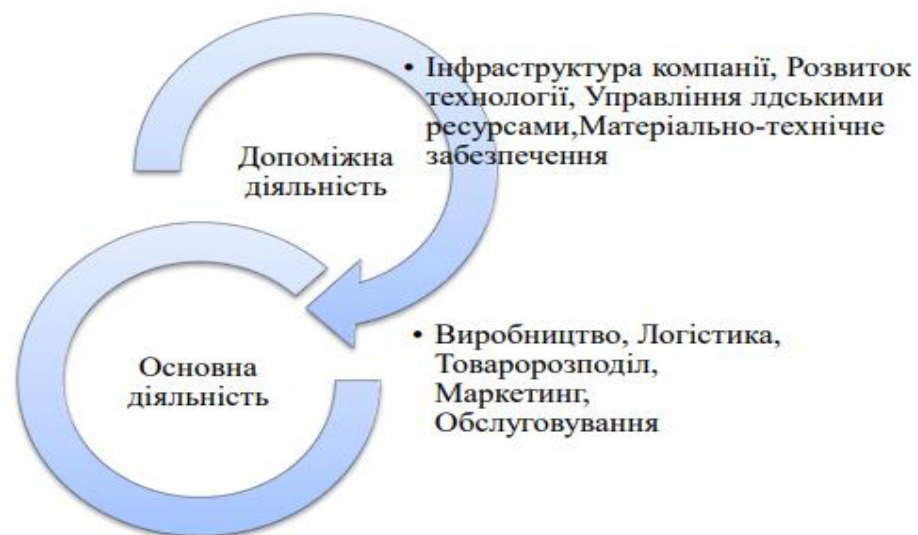 • Інфраструктура компанії, Розвиток
технології, Управління лдськими
ресурсами,Матеріально-технічне
забезпечення
Допоміжна
діяльність
• Виробництво, Логістика,
Товаророзподіл,
Маркетинг,
Обслуговування
Основна
діяльність